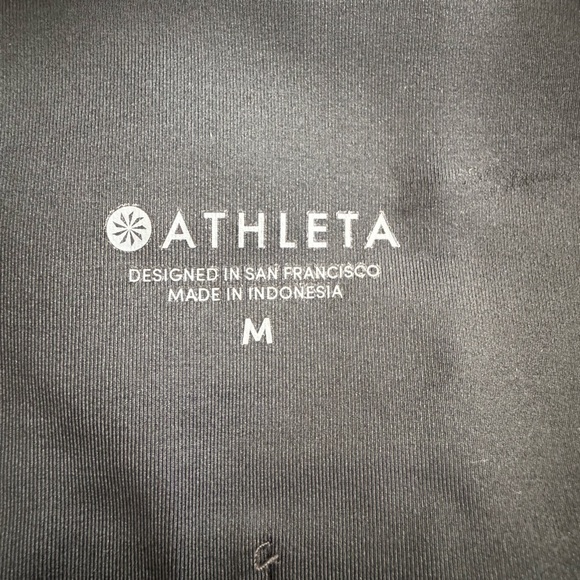 ATHLETA
DESIGNED IN SAN FRANCISCO
MADE IN INDONESIA
M